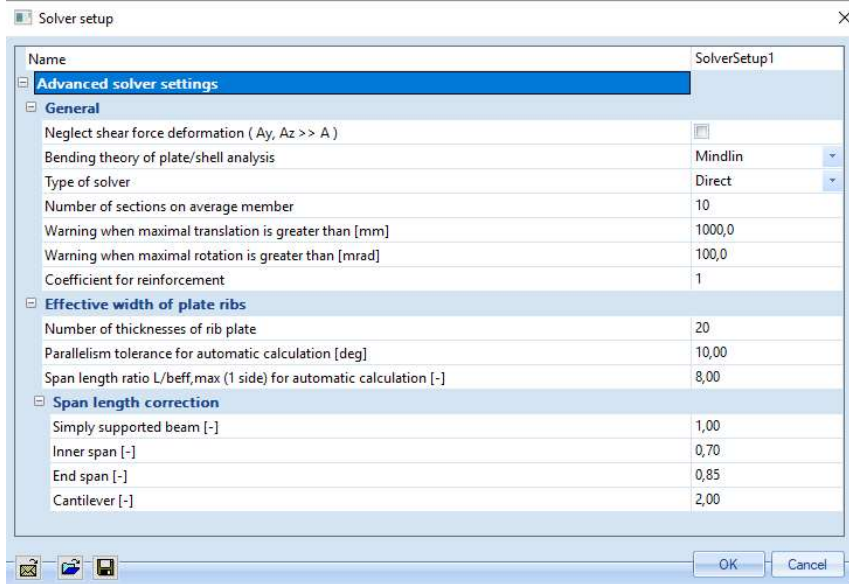 Solver setup
Name SolverSetup1
Advanced solver settings
General
Neglect shear force deformation ( Ay, Az >> A )
Bending theory of plate/shell analysis Mindlin
Type of solver Direct
Number of sections on average member 10
Warning when maximal translation is greater than [mm] 1000,0
Warning when maximal rotation is greater than [mrad] 100,0
Coefficient for reinforcement 1
Effective width of plate ribs
Number of thicknesses of rib plate 20
Parallelism tolerance for automatic calculation [deg] 10,00
Span length ratio L/beff,max (1 side) for automatic calculation [-] 8,00
Span length correction
Simply supported beam [-] 1,00
Inner span [-] 0,70
End span [-] 0,85
Cantilever [-] 2,00
OK Cancel